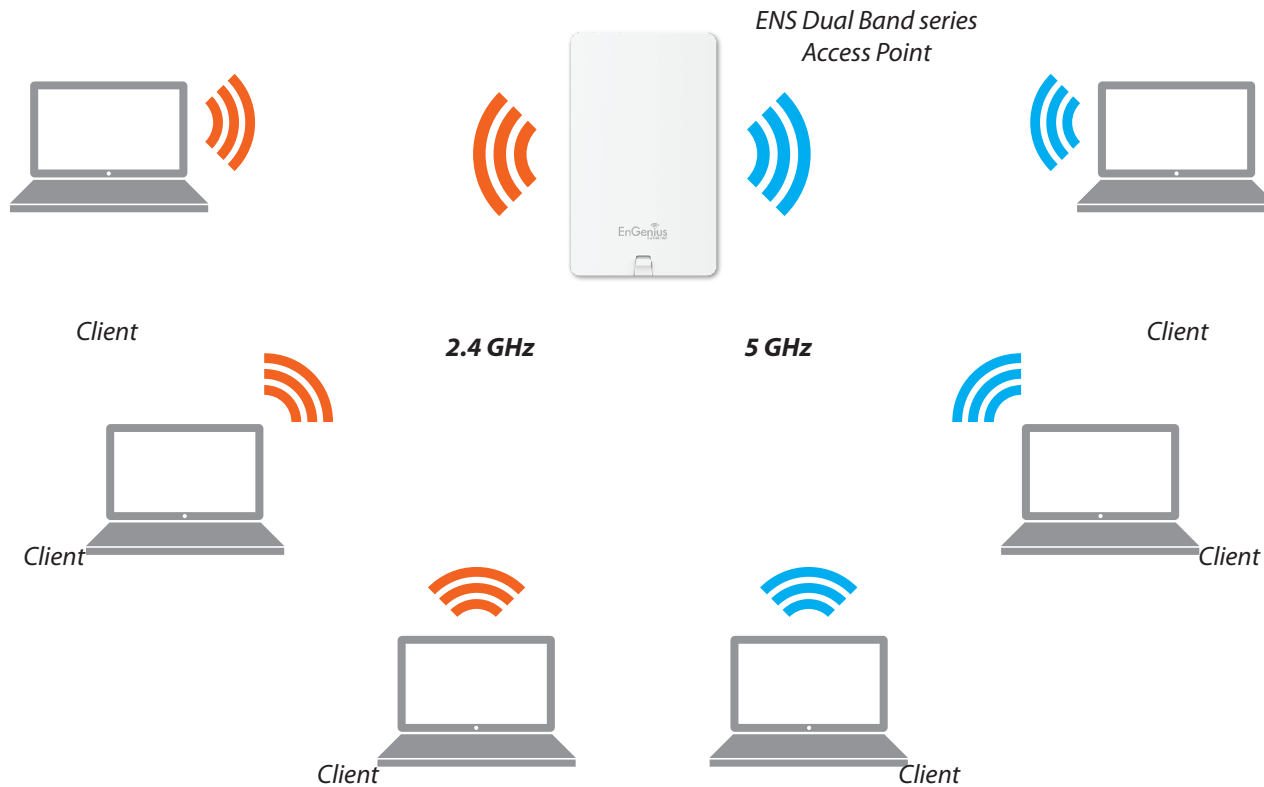 ENS Dual Band series
Access Point
EnGenius
Client
2.4 GHz
5 GHz
Client
Client
Client
Client
Client